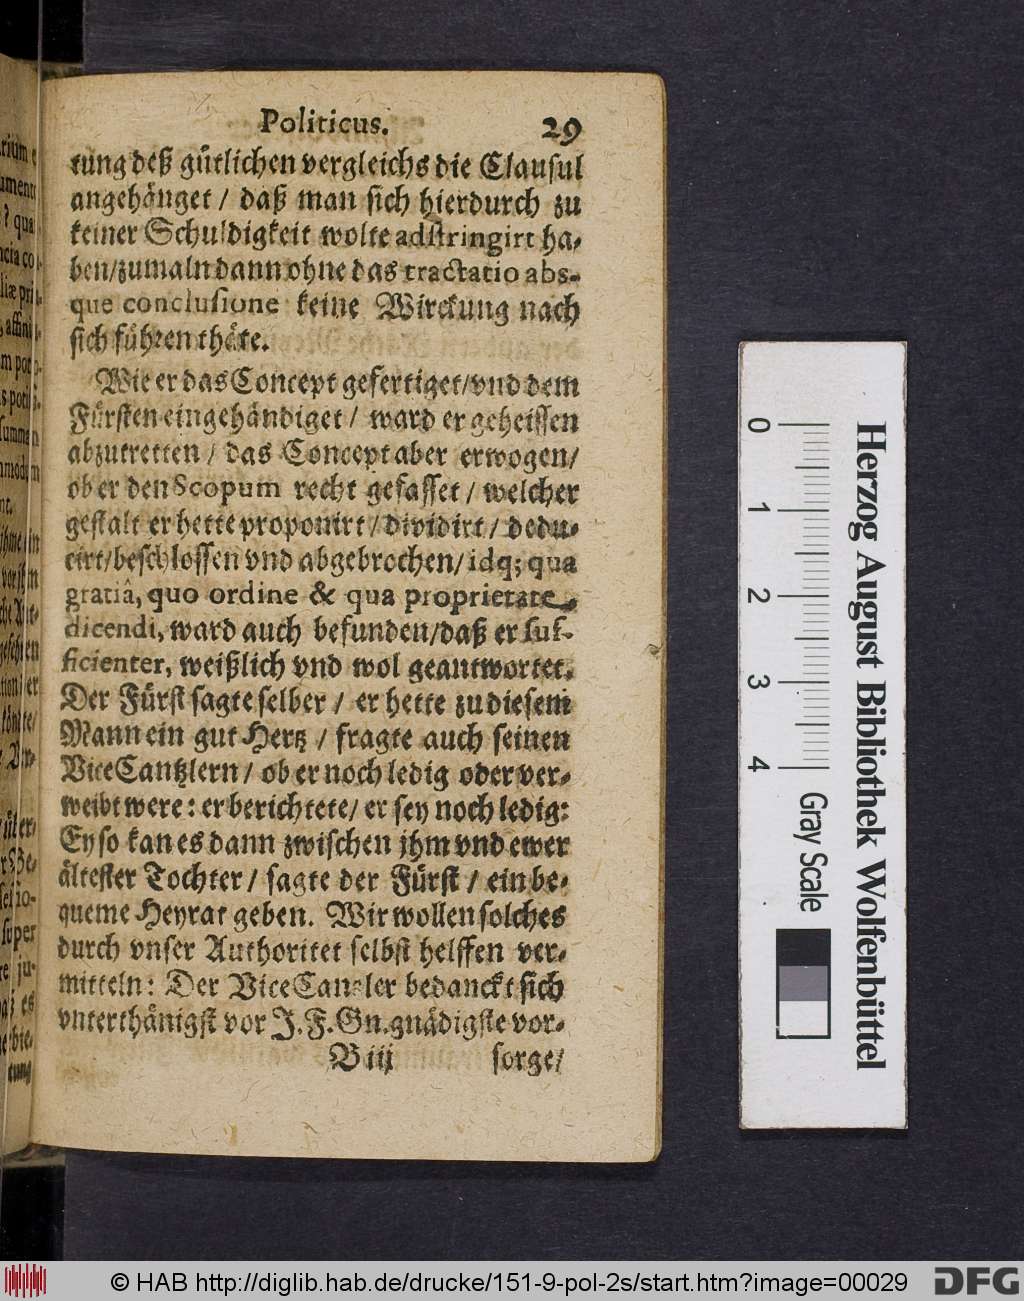 Politicus. 29
tung deß gütlichen vergleichs die Clausul
angehänget / daß man sich hierdurch zu
keiner Schuldigkeit wolte adstringirt ha-
ben/zumaln dann ohne das tractatio abs-
que conclusione keine Wirckung nach
sich führen thäte.
Wie er das Concept gefertiget/vnd dem
Fürsten eingehändiget / ward er geheissen
abzutretten / das Concept aber erwogen/
ob er den Scopum recht gefasset / welcher
gestalt er hette proponirt / dividirt / dedu-
cirt/beschlossen vnd abgebrochen/ idq; qua
gratiâ, quo ordine & qua proprietate
dicendi, ward auch befunden/daß er suf-
ficienter, weißlich vnd wol geantwortet.
Der Fürst sagte selber / er hette zu diesem
Mann ein gut Hertz / fragte auch seinen
ViceCantzlern / ob er noch ledig oder ver-
weibt were : er berichtete/ er sey noch ledig:
Ey so kan es dann zwischen jhm vnd ewer
ältester Tochter / sagte der Fürst / ein be-
queme Heyrat geben. Wir wollen solches
durch vnser Authoritet selbst helffen ver-
mitteln : Der ViceCantzler bedanckt sich
vnterthänigst vor J. F. Gn. gnädigste vor-
B iij sorge/
0 1 2 3 4
Gray Scale
Herzog August Bibliothek Wolfenbüttel
© HAB http://diglib.hab.de/drucke/151-9-pol-2s/start.htm?image=00029
DFG